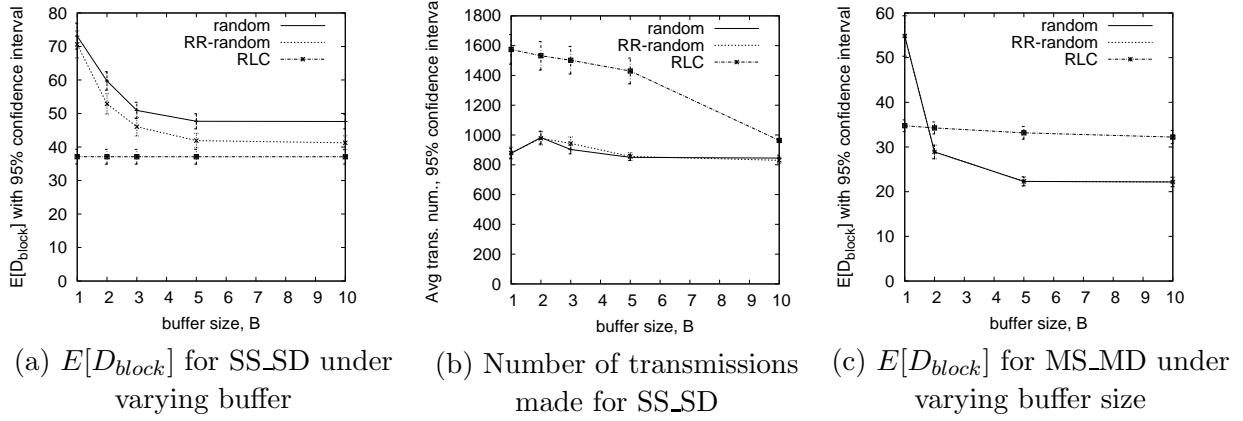 E[D_block] with 95% confidence interval
80
70
60
50
40
30
20
10
0
random
RR-random
RLC
1 2 3 4 5 6 7 8 9 10
buffer size, B
(a) E[D_block] for SS_SD under
varying buffer
Avg trans. num., 95% confidence interval
1800
1600
1400
1200
1000
800
600
400
200
0
random
RR-random
RLC
1 2 3 4 5 6 7 8 9 10
buffer size, B
(b) Number of transmissions
made for SS_SD
E[D_block] with 95% confidence interval
60
50
40
30
20
10
0
random
RR-random
RLC
1 2 3 4 5 6 7 8 9 10
buffer size, B
(c) E[D_block] for MS_MD under
varying buffer size